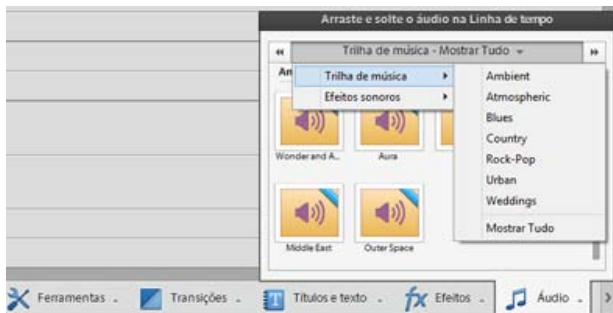 Arraste e solte o áudio na Linha de tempo
Trilha de música - Mostrar Tudo
Trilha de música
Efeitos sonoros
Ambient
Atmospheric
Blues
Country
Rock-Pop
Urban
Weddings
Mostrar Tudo
Wonder and A...
Aura
Middle East
Outer Space
Ferramentas
Transições
Títulos e texto
Efeitos
Áudio